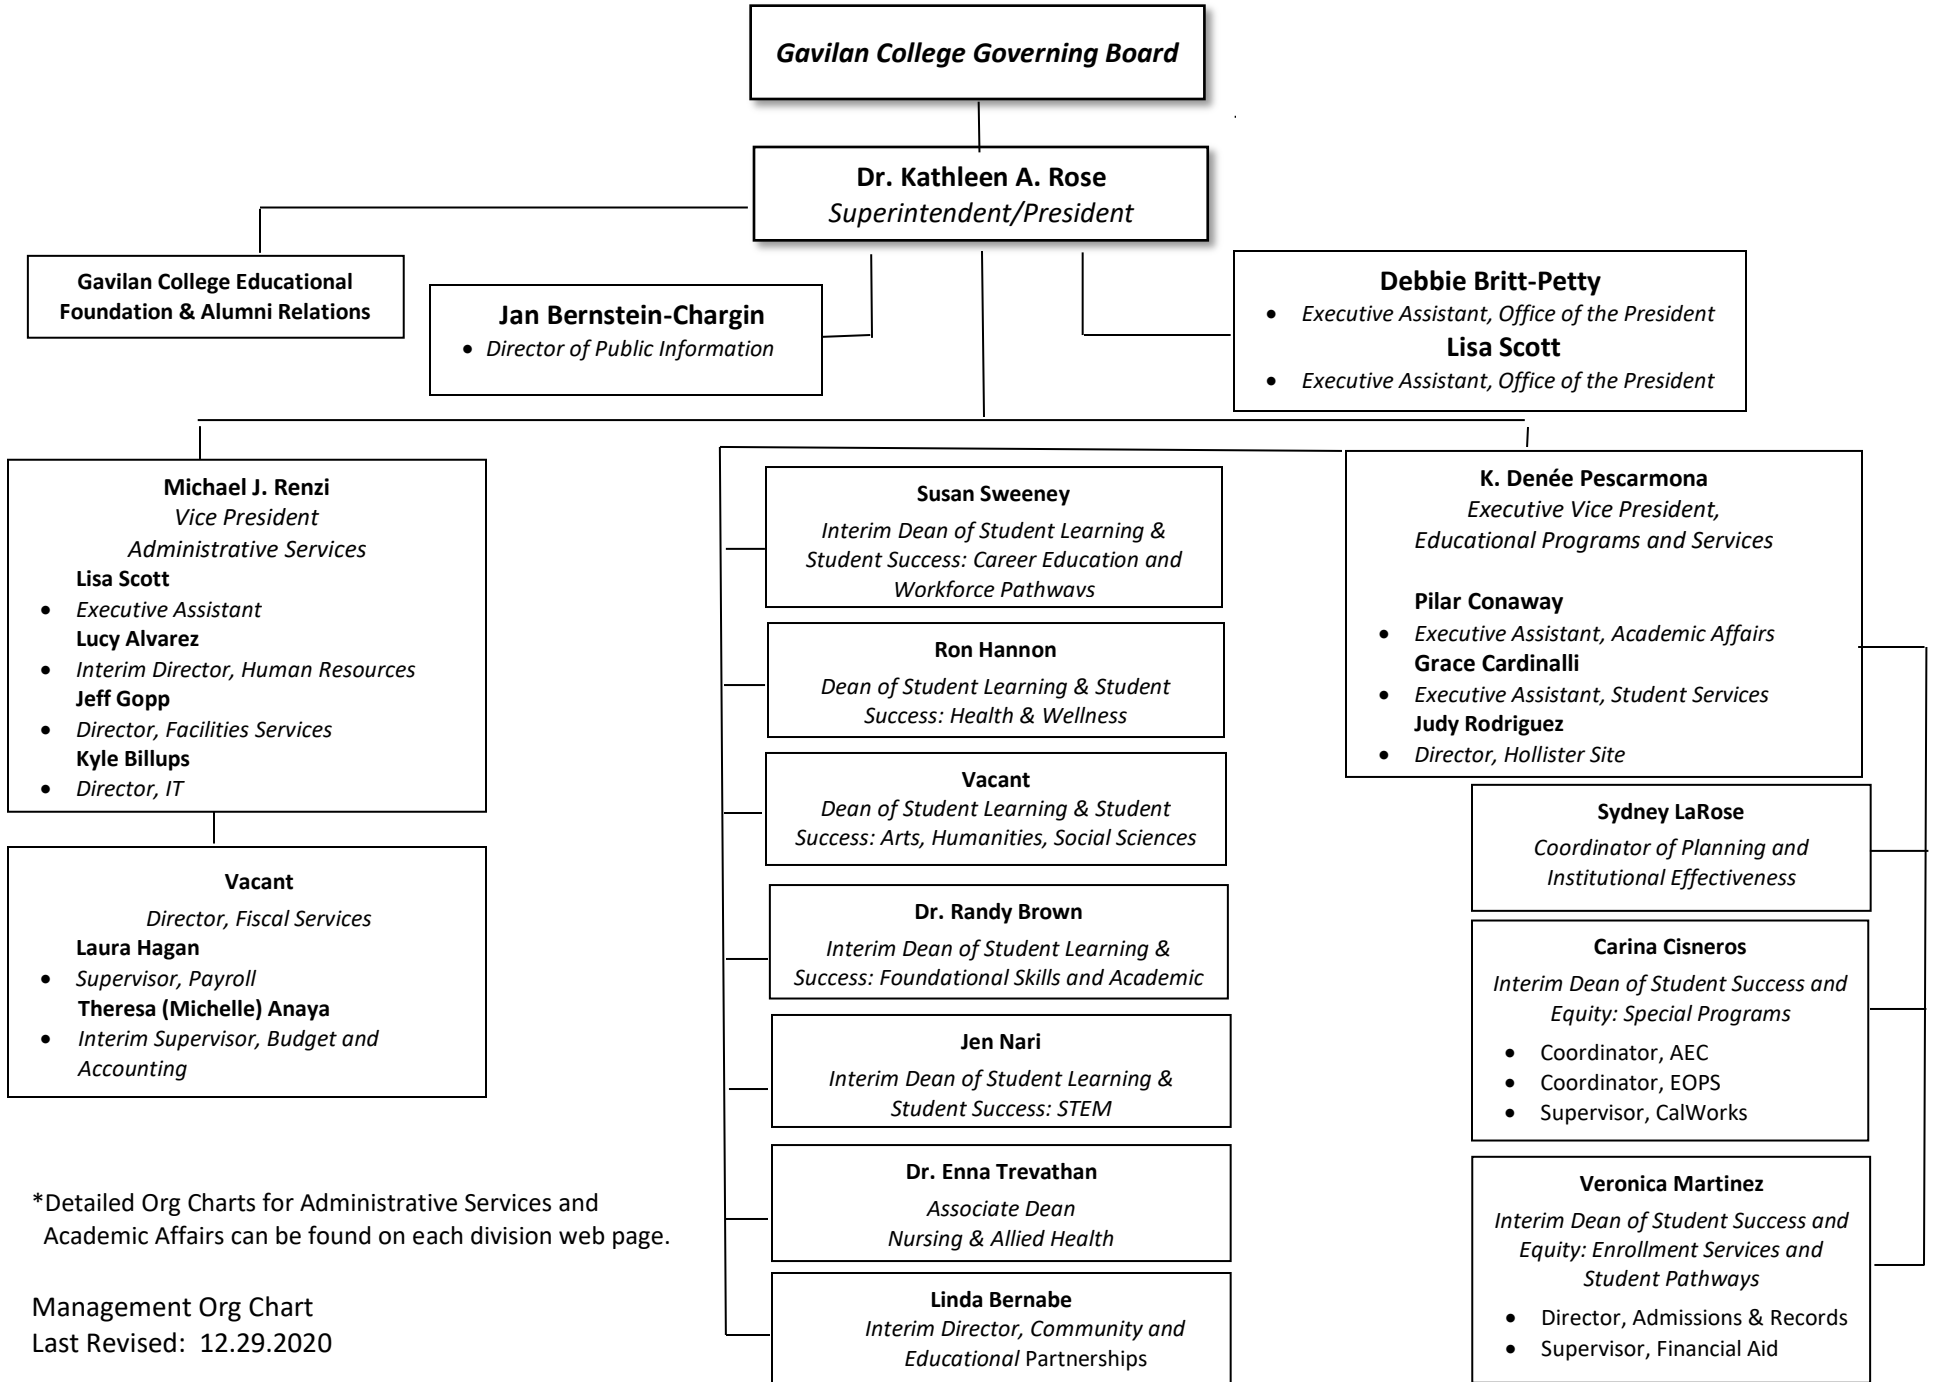 Gavilan College Governing Board
Dr. Kathleen A. Rose
Superintendent/President
Gavilan College Educational
Foundation & Alumni Relations
Jan Bernstein-Chargin
• Director of Public Information
Debbie Britt-Petty
• Executive Assistant, Office of the President
Lisa Scott
• Executive Assistant, Office of the President
Michael J. Renzi
Vice President
Administrative Services
Lisa Scott
• Executive Assistant
Lucy Alvarez
• Interim Director, Human Resources
Jeff Gopp
• Director, Facilities Services
Kyle Billups
• Director, IT
Vacant
Director, Fiscal Services
Laura Hagan
• Supervisor, Payroll
Theresa (Michelle) Anaya
• Interim Supervisor, Budget and
Accounting
Susan Sweeney
Interim Dean of Student Learning &
Student Success: Career Education and
Workforce Pathways
Ron Hannon
Dean of Student Learning & Student
Success: Health & Wellness
Vacant
Dean of Student Learning & Student
Success: Arts, Humanities, Social Sciences
Dr. Randy Brown
Interim Dean of Student Learning &
Success: Foundational Skills and Academic
Jen Nari
Interim Dean of Student Learning &
Student Success: STEM
Dr. Enna Trevathan
Associate Dean
Nursing & Allied Health
Linda Bernabe
Interim Director, Community and
Educational Partnerships
K. Denée Pescarmona
Executive Vice President,
Educational Programs and Services
Pilar Conaway
• Executive Assistant, Academic Affairs
Grace Cardinalli
• Executive Assistant, Student Services
Judy Rodriguez
• Director, Hollister Site
Sydney LaRose
Coordinator of Planning and
Institutional Effectiveness
Carina Cisneros
Interim Dean of Student Success and
Equity: Special Programs
• Coordinator, AEC
• Coordinator, EOPS
• Supervisor, CalWorks
Veronica Martinez
Interim Dean of Student Success and
Equity: Enrollment Services and
Student Pathways
• Director, Admissions & Records
• Supervisor, Financial Aid
*Detailed Org Charts for Administrative Services and
Academic Affairs can be found on each division web page.
Management Org Chart
Last Revised: 12.29.2020